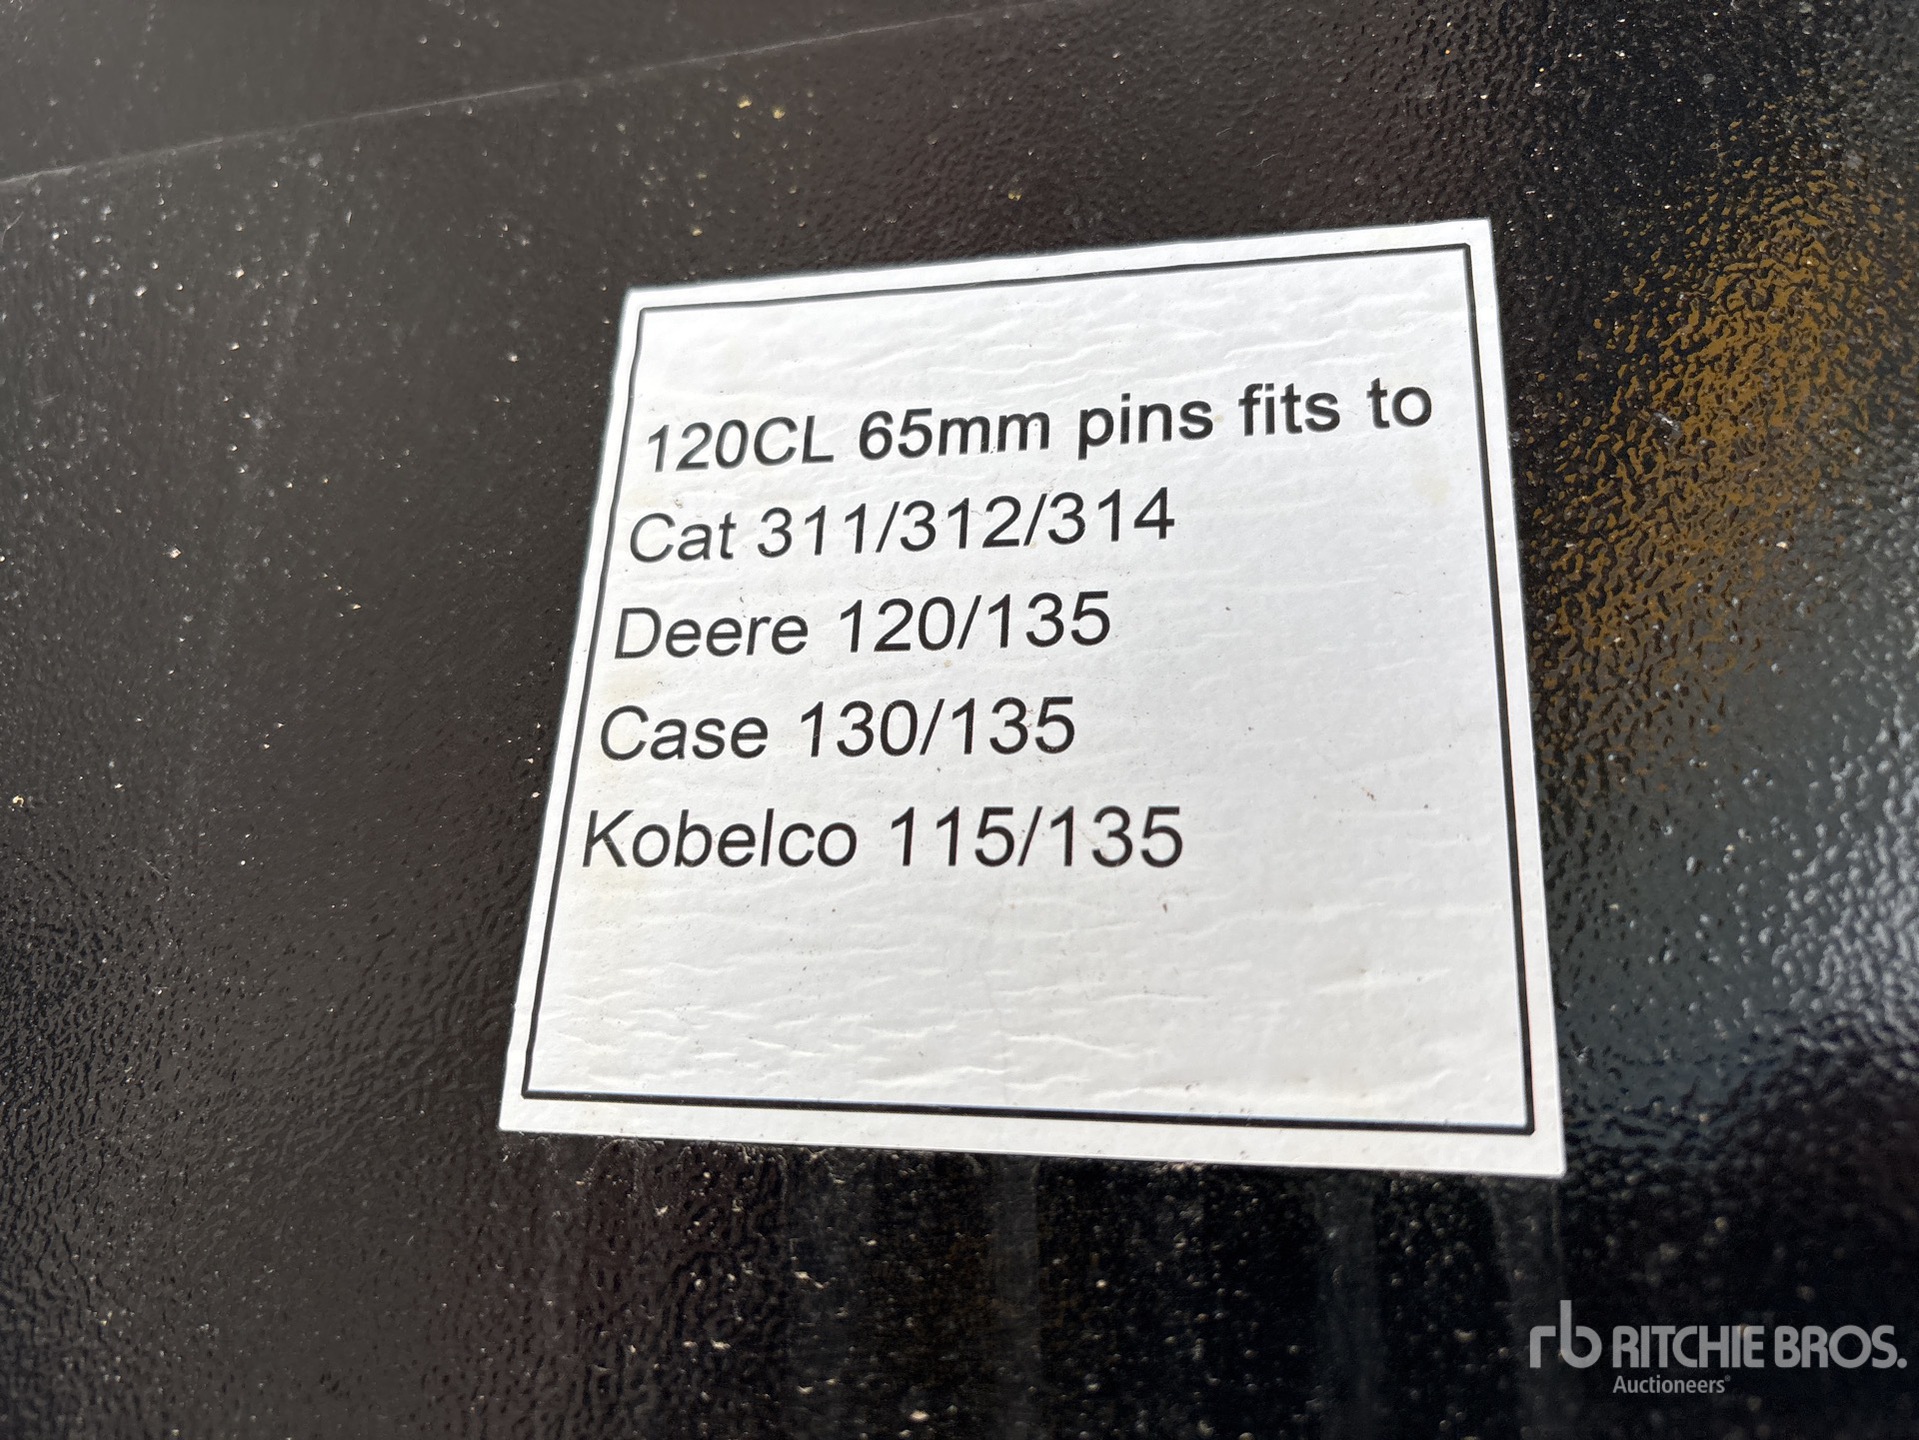 120CL 65mm pins fits to
Cat 311/312/314
Deere 120/135
Case 130/135
Kobelco 115/135
rb RITCHIE BROS.
Auctioneers®